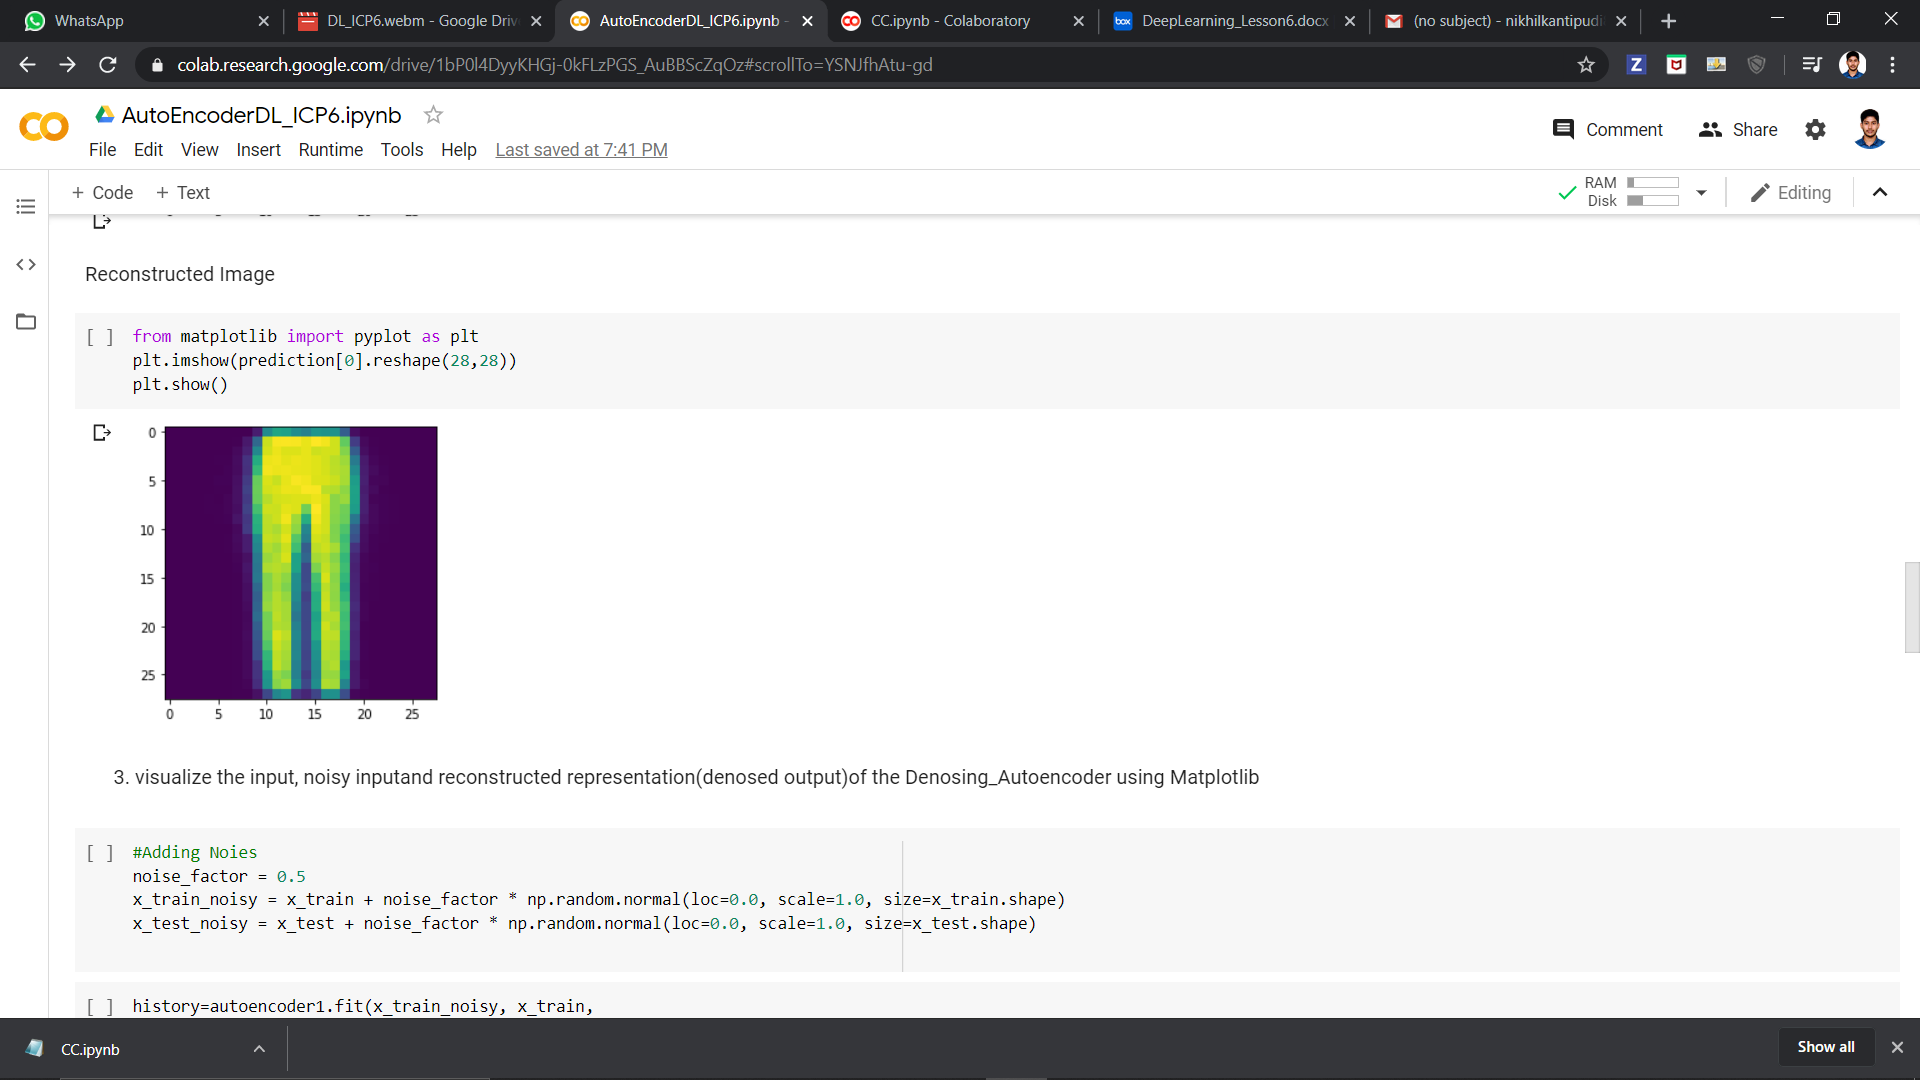 WhatsApp
DL_ICP6.webm - Google Driv
AutoEncoderDL_ICP6.ipynb -
CC.ipynb - Colaboratory
DeepLearning_Lesson6.docx
(no subject) - nikhilkantipudi
colab.research.google.com/drive/1bP0l4DyyKHGj-0kFLzPGS_AuBBScZqOz#scrollTo=YSNJfhAtu-gd
AutoEncoderDL_ICP6.ipynb
Comment
Share
File Edit View Insert Runtime Tools Help Last saved at 7:41 PM
+ Code + Text
RAM
Disk
Editing
Reconstructed Image
[ ] from matplotlib import pyplot as plt
plt.imshow(prediction[0].reshape(28,28))
plt.show()
0
5
10
15
20
25
0 5 10 15 20 25
3. visualize the input, noisy inputand reconstructed representation(denosed output)of the Denosing_Autoencoder using Matplotlib
[ ] #Adding Noies
noise_factor = 0.5
x_train_noisy = x_train + noise_factor * np.random.normal(loc=0.0, scale=1.0, size=x_train.shape)
x_test_noisy = x_test + noise_factor * np.random.normal(loc=0.0, scale=1.0, size=x_test.shape)
[ ] history=autoencoder1.fit(x_train_noisy, x_train,
CC.ipynb
Show all